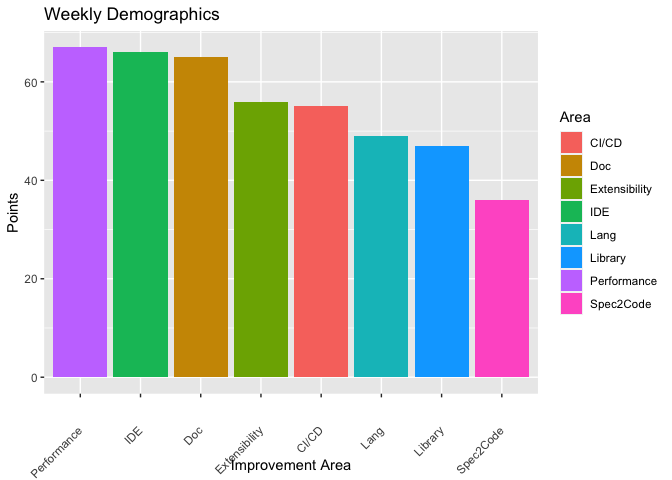 Weekly Demographics
Points
60
40
20
0
Performance
IDE
Doc
Extensibility
CI/CD
Lang
Library
Spec2Code
Improvement Area
Area
CI/CD
Doc
Extensibility
IDE
Lang
Library
Performance
Spec2Code